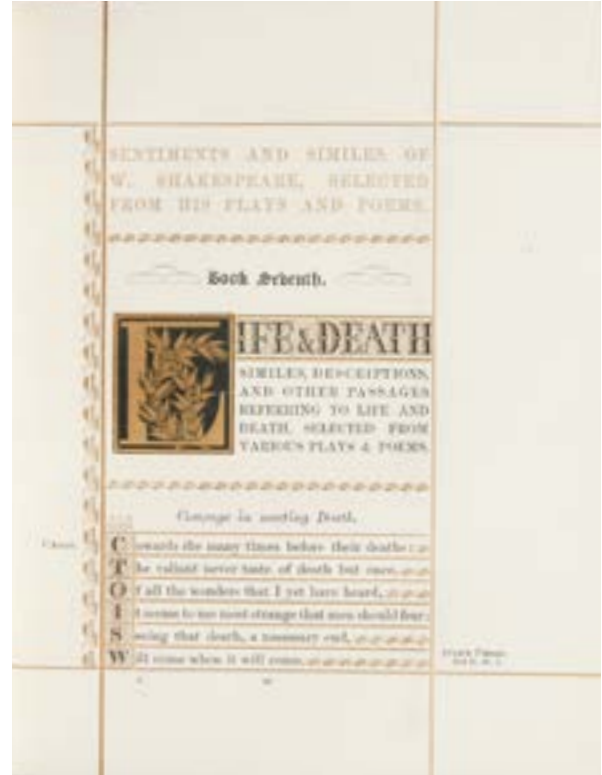 SENTIMENTS AND SIMILES OF
W. SHAKESPEARE, SELECTED
FROM HIS PLAYS AND POEMS.
Book Seventh.
LIFE & DEATH
SIMILES, DESCRIPTIONS,
AND OTHER PASSAGES
REFERRING TO LIFE AND
DEATH, SELECTED FROM
VARIOUS PLAYS & POEMS.
Courage in meeting Death.
Cæsar.
Cowards die many times before their deaths:
The valiant never taste of death but once.
Of all the wonders that I yet have heard,
It seems to me most strange that men should fear;
Seeing that death, a necessary end,
Will come when it will come.